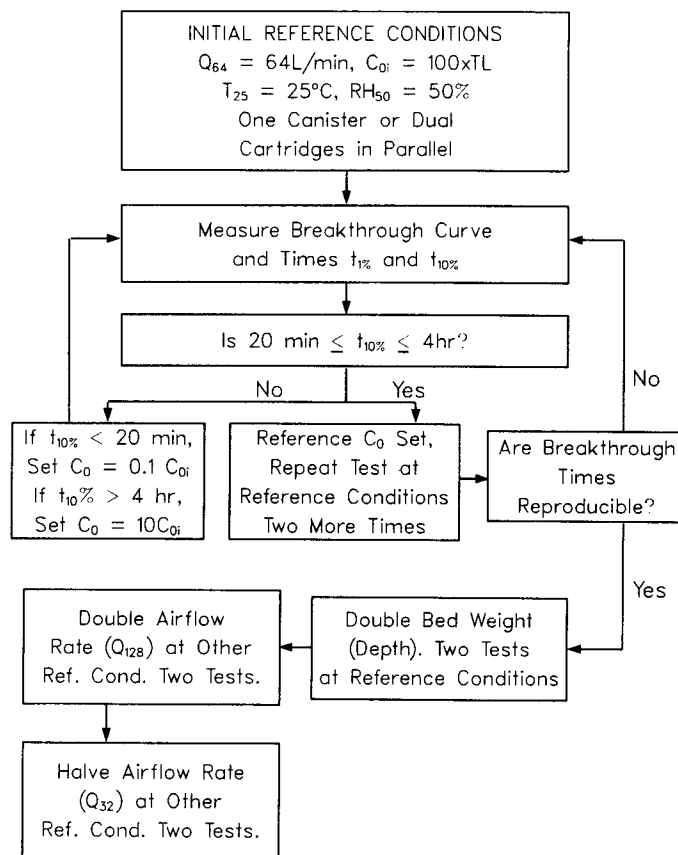 INITIAL REFERENCE CONDITIONS
Q₆₄ = 64L/min, C₀ᵢ = 100xTL
T₂₅ = 25°C, RH₅₀ = 50%
One Canister or Dual
Cartridges in Parallel
Measure Breakthrough Curve
and Times t₁% and t₁₀%
Is 20 min ≤ t₁₀% ≤ 4hr?
No
Yes
No
If t₁₀% < 20 min,
Set C₀ = 0.1 C₀ᵢ
If t₁₀% > 4 hr,
Set C₀ = 10C₀ᵢ
Reference C₀ Set,
Repeat Test at
Reference Conditions
Two More Times
Are Breakthrough
Times
Reproducible?
Yes
Double Bed Weight
(Depth). Two Tests
at Reference Conditions
Double Airflow
Rate (Q₁₂₈) at Other
Ref. Cond. Two Tests.
Halve Airflow Rate
(Q₃₂) at Other
Ref. Cond. Two Tests.